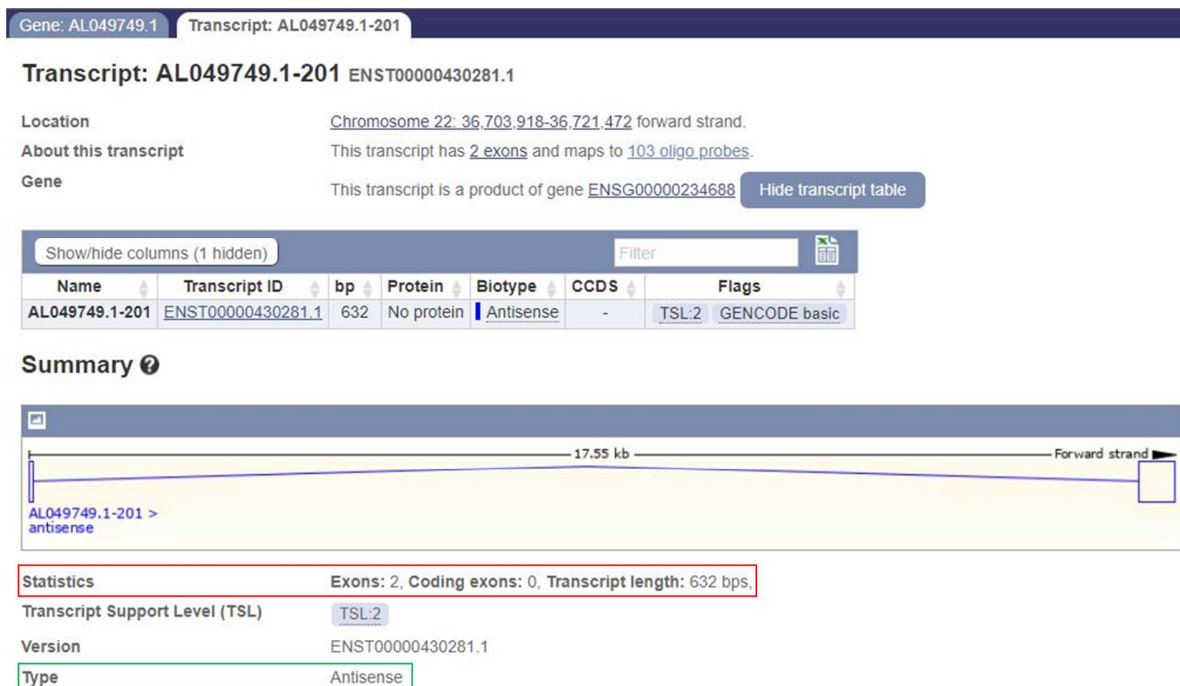 Gene: AL049749.1 Transcript: AL049749.1-201
Transcript: AL049749.1-201 ENST00000430281.1
Location Chromosome 22: 36,703,918-36,721,472 forward strand.
About this transcript This transcript has 2 exons and maps to 103 oligo probes.
Gene This transcript is a product of gene ENSG00000234688 Hide transcript table
Show/hide columns (1 hidden) Filter
Name Transcript ID bp Protein Biotype CCDS Flags
AL049749.1-201 ENST00000430281.1 632 No protein Antisense - TSL:2 GENCODE basic
Summary ?
17.55 kb Forward strand
AL049749.1-201 >
antisense
Statistics Exons: 2, Coding exons: 0, Transcript length: 632 bps,
Transcript Support Level (TSL) TSL:2
Version ENST00000430281.1
Type Antisense